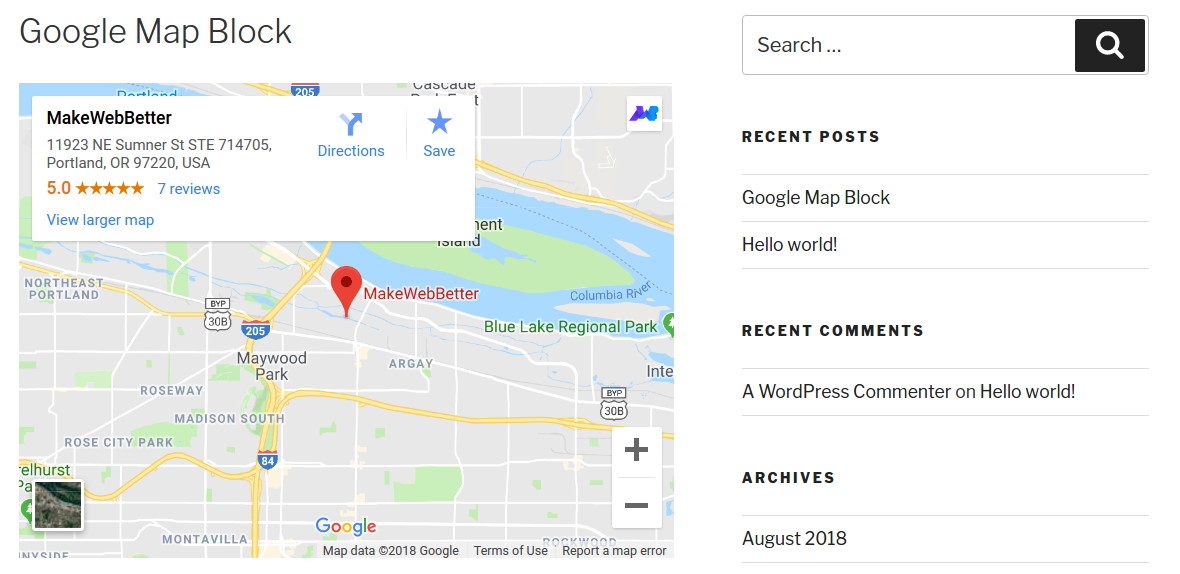 Google Map Block
Search ...
Portland
205
Cascade
MakeWebBetter
11923 NE Sumner St STE 714705,
Portland, OR 97220, USA
5.0 ★★★★★ 7 reviews
View larger map
Directions
Save
Island
Columbia River
NORTHEAST
PORTLAND
BYP
30B
205
MakeWebBetter
Blue Lake Regional Park
Maywood
Park
ARGAY
Inte
ROSEWAY
BYP
30B
MADISON SOUTH
ROSE CITY PARK
84
relhurst
Pa
Google
MONTAVILLA
ROCKWOOD
NYSIDE
Map data ©2018 Google
Terms of Use
Report a map error
RECENT POSTS
Google Map Block
Hello world!
RECENT COMMENTS
A WordPress Commenter on Hello world!
ARCHIVES
August 2018